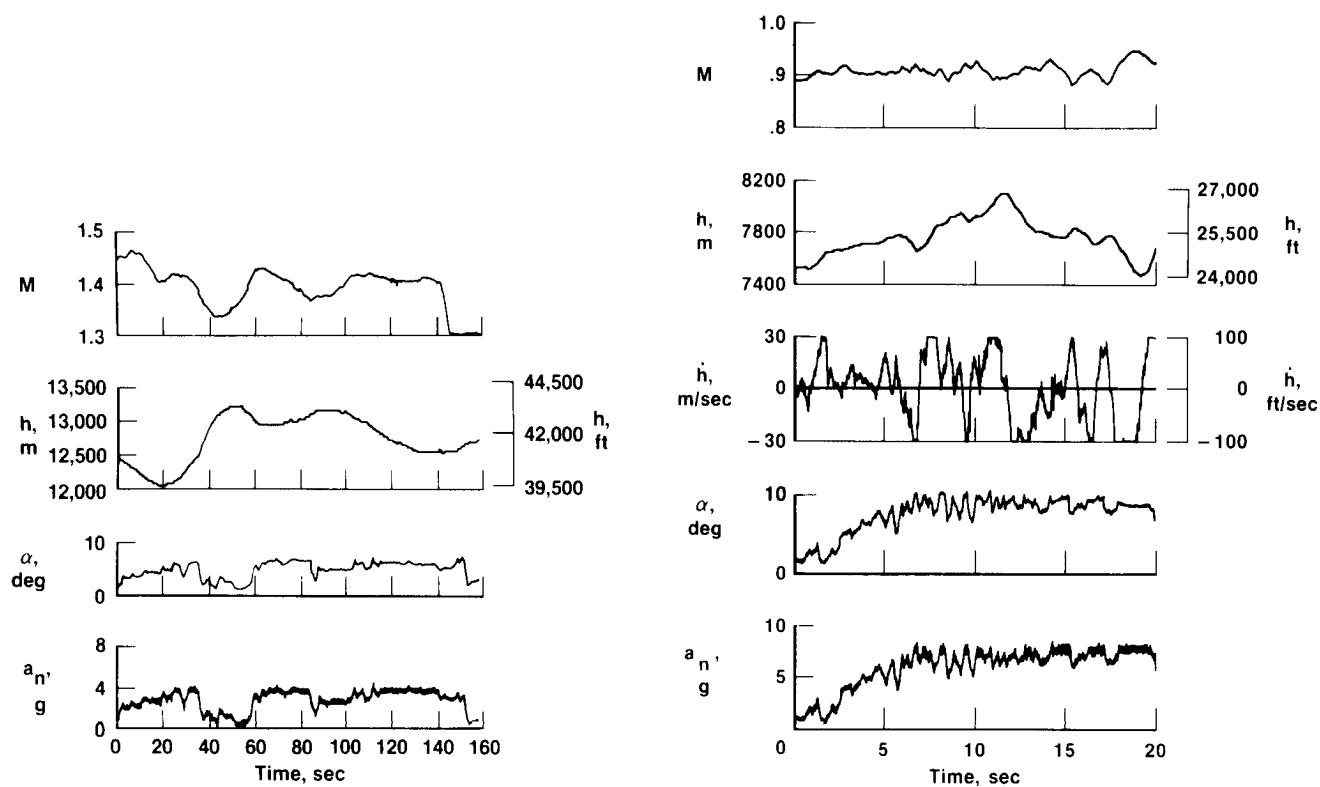 1.5
M
1.4
1.3
13,500
44,500
h,
m
13,000
12,500
12,000
42,000
h,
ft
39,500
α,
deg
10
0
a n,
g
8
4
0
0 20 40 60 80 100 120 140 160
Time, sec
1.0
M
.9
.8
8200
h,
m
7800
7400
27,000
25,500
24,000
h,
ft
30
ḣ,
m/sec
0
–30
100
0
–100
ḣ,
ft/sec
α,
deg
10
0
a n,
g
10
5
0 5 10 15 20
Time, sec